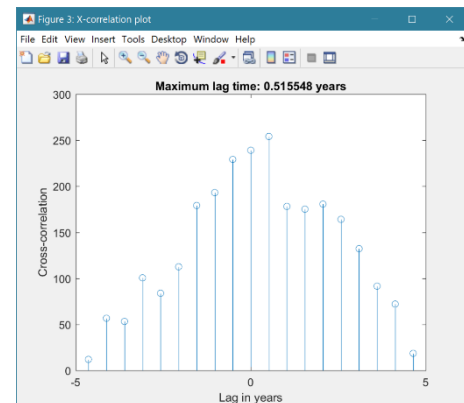 Figure 3: X-correlation plot
File Edit View Insert Tools Desktop Window Help
Maximum lag time: 0.515548 years
300
250
200
150
100
50
0
Cross-correlation
-5 0 5
Lag in years